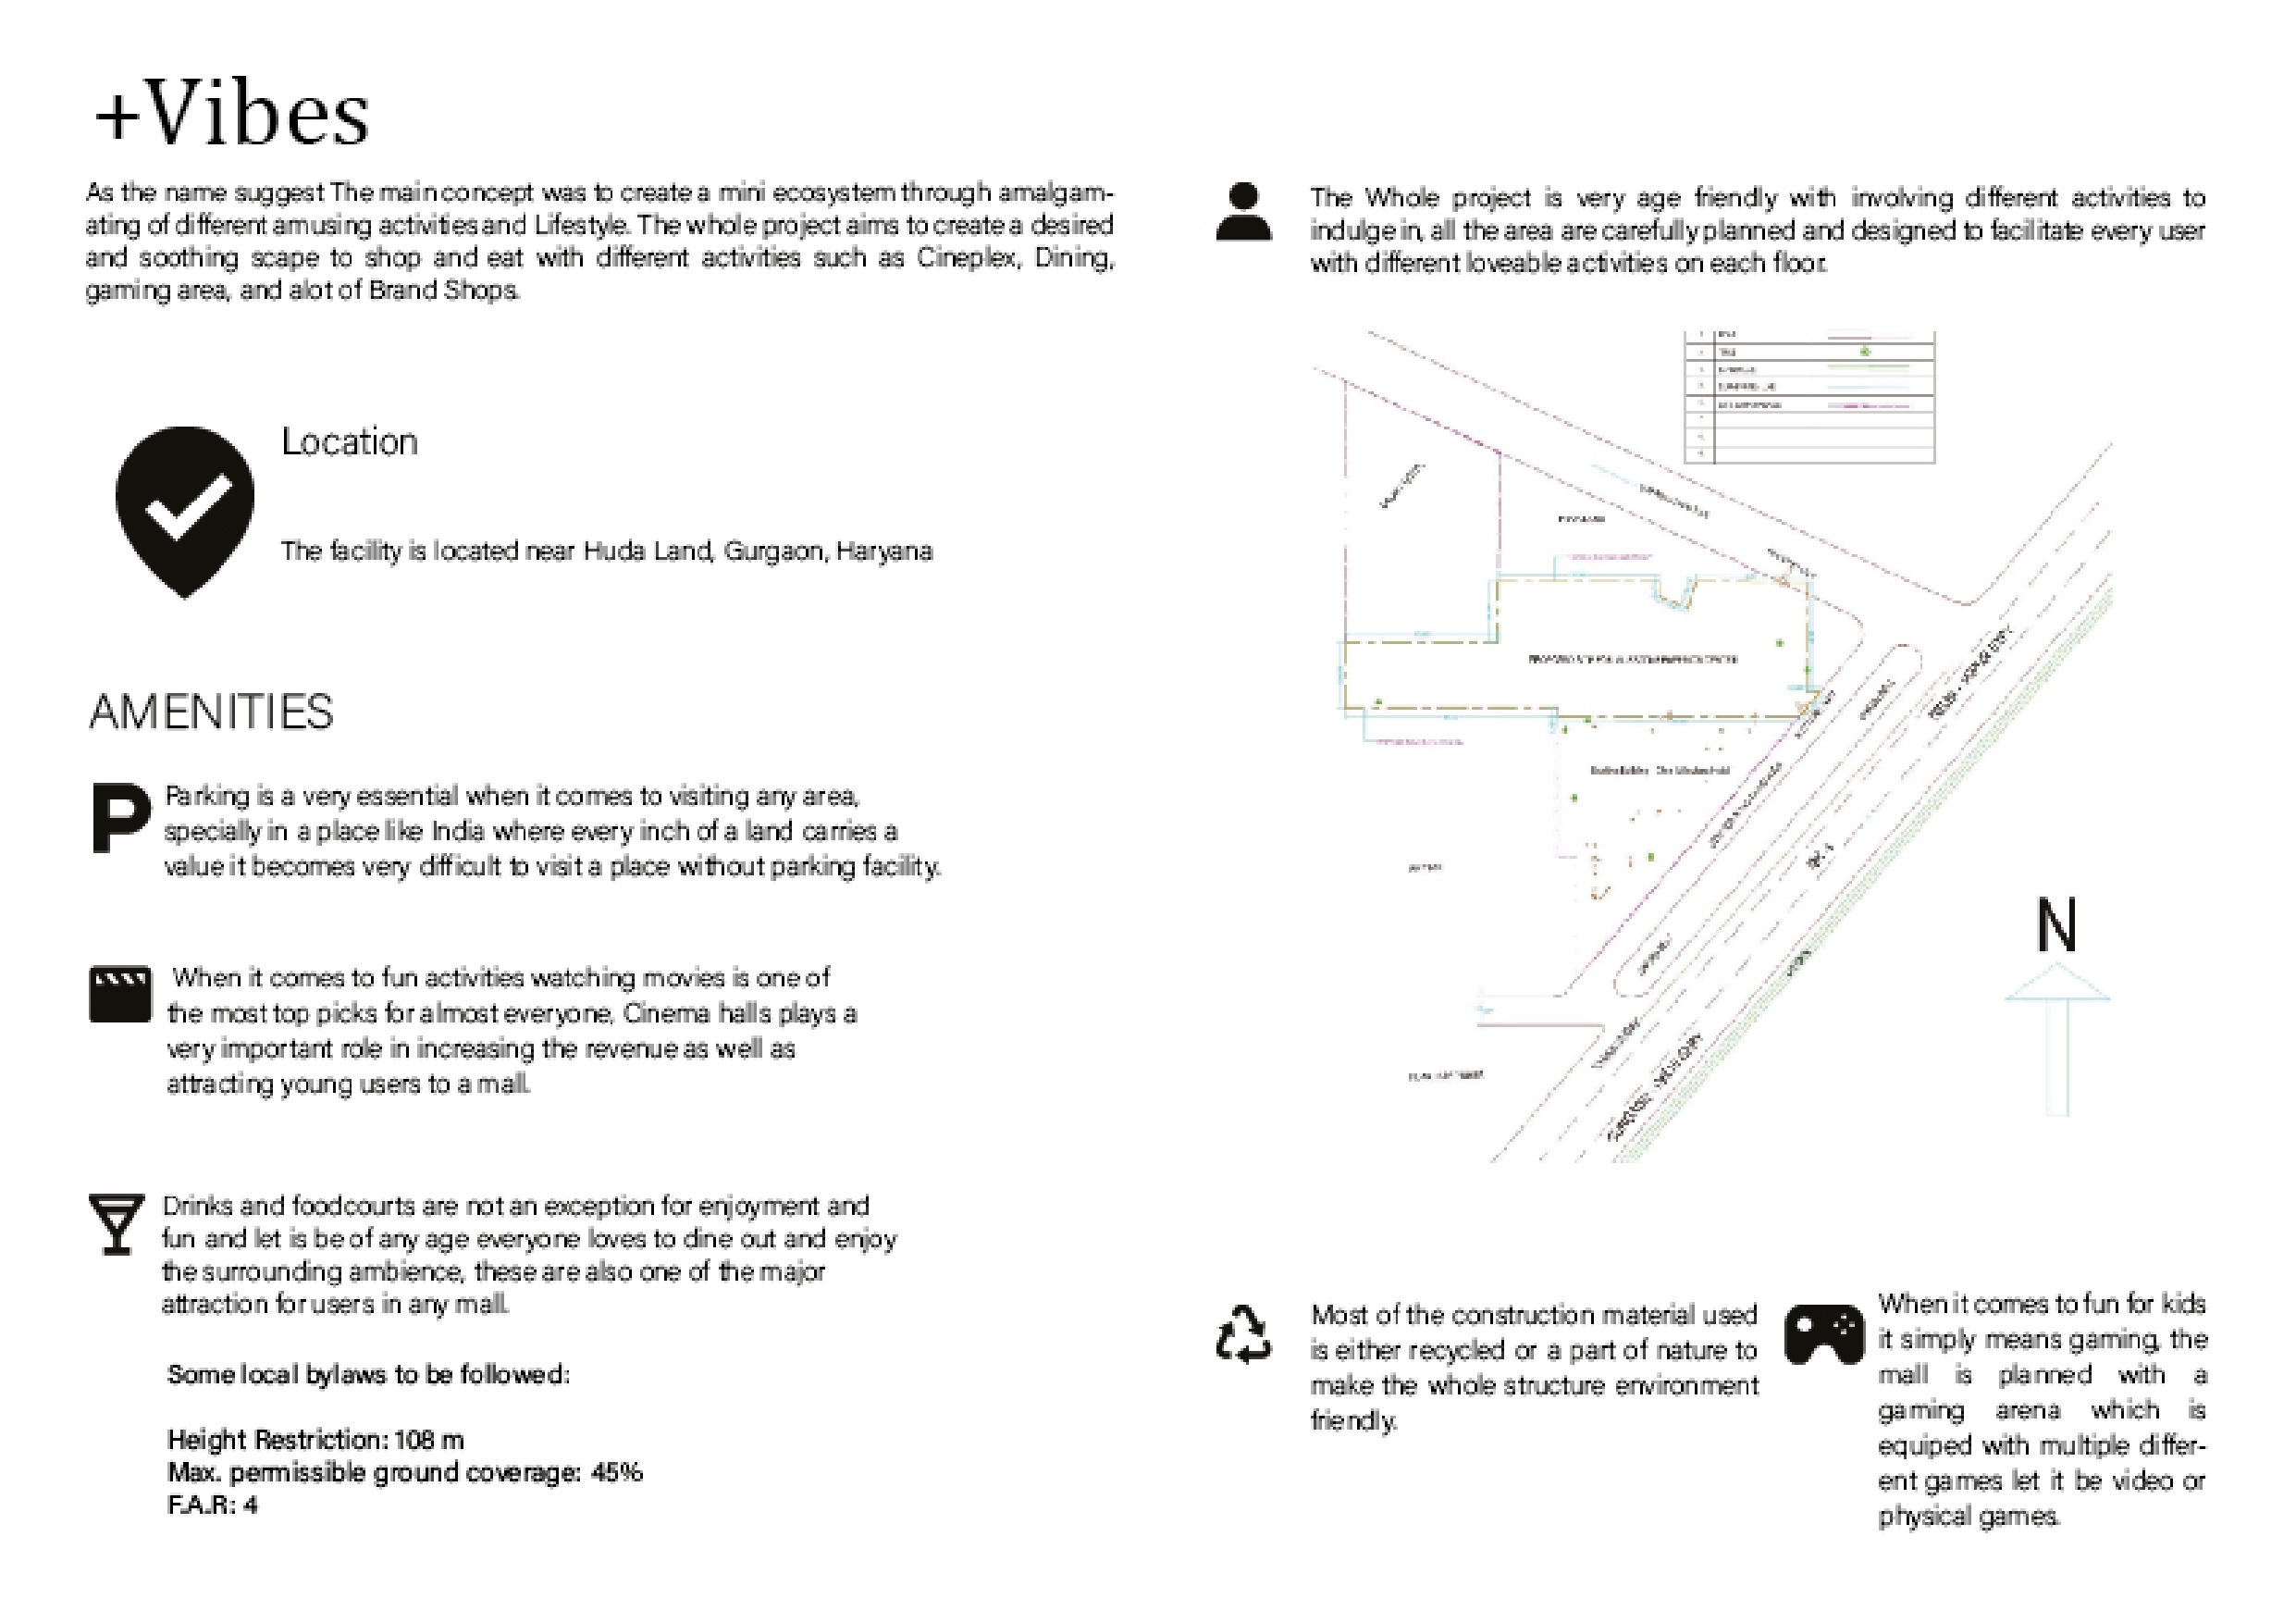 +Vibes
As the name suggest The main concept was to create a mini ecosystem through amalgam-
ating of different amusing activities and Lifestyle. The whole project aims to create a desired
and soothing scape to shop and eat with different activities such as Cineplex, Dining,
gaming area, and alot of Brand Shops.
Location
The facility is located near Huda Land, Gurgaon, Haryana
AMENITIES
P
Parking is a very essential when it comes to visiting any area,
specially in a place like India where every inch of a land carries a
value it becomes very difficult to visit a place without parking facility.
When it comes to fun activities watching movies is one of
the most top picks for almost everyone, Cinema halls plays a
very important role in increasing the revenue as well as
attracting young users to a mall.
Drinks and foodcourts are not an exception for enjoyment and
fun and let is be of any age everyone loves to dine out and enjoy
the surrounding ambience, these are also one of the major
attraction for users in any mall.
Some local bylaws to be followed:
Height Restriction: 108 m
Max. permissible ground coverage: 45%
F.A.R: 4
The Whole project is very age friendly with involving different activities to
indulge in, all the area are carefully planned and designed to facilitate every user
with different loveable activities on each floor.
TREE
N
Most of the construction material used
is either recycled or a part of nature to
make the whole structure environment
friendly.
When it comes to fun for kids
it simply means gaming, the
mall is planned with a
gaming arena which is
equiped with multiple differ-
ent games let it be video or
physical games.